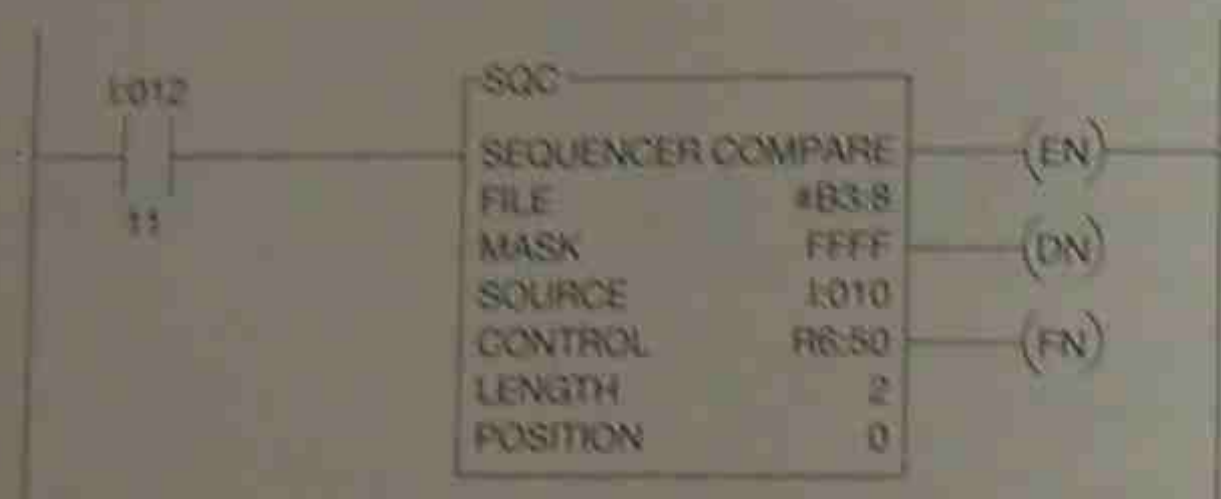 I:012
11
SQC
SEQUENCER COMPARE
FILE #B3:8
MASK FFFF
SOURCE I:010
CONTROL R6:50
LENGTH 2
POSITION 0
(EN)
(DN)
(FN)